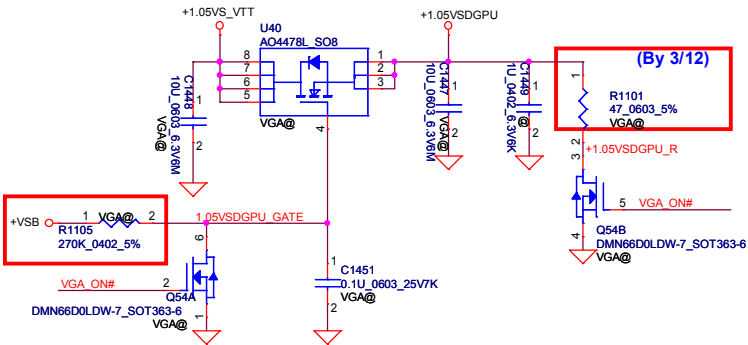 +1.05VS_VTT
+1.05VSDGPU
U40
AO4478L_SO8
8
7
6
5
1
2
3
4
VGA@
C1448
10U_0603_6.3V6M
VGA@
1
2
C1447
10U_0603_6.3V6M
VGA@
1
2
C1449
1U_0402_6.3V6K
@
1
2
(By 3/12)
1
R1101
47_0603_5%
VGA@
2
+1.05VSDGPU_R
3
5
VGA_ON#
4
Q54B
DMN66D0LDW-7_SOT363-6
VGA@
+VSB
1
VGA@
2
R1105
270K_0402_5%
1.05VSDGPU_GATE
6
VGA_ON#
2
Q54A
1
DMN66D0LDW-7_SOT363-6
VGA@
1
C1451
0.1U_0603_25V7K
VGA@
2